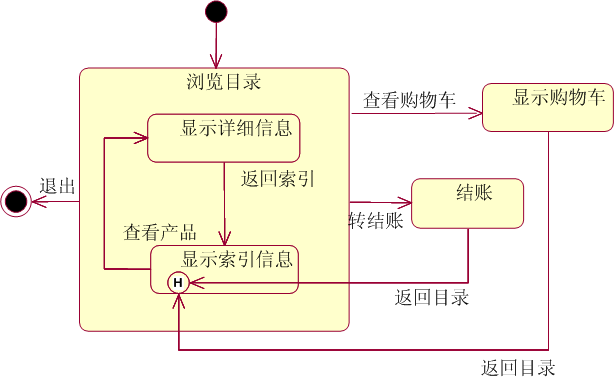 浏览目录
查看购物车
显示购物车
显示详细信息
返回索引
退出
结账
转结账
查看产品
显示索引信息
H
返回目录
返回目录